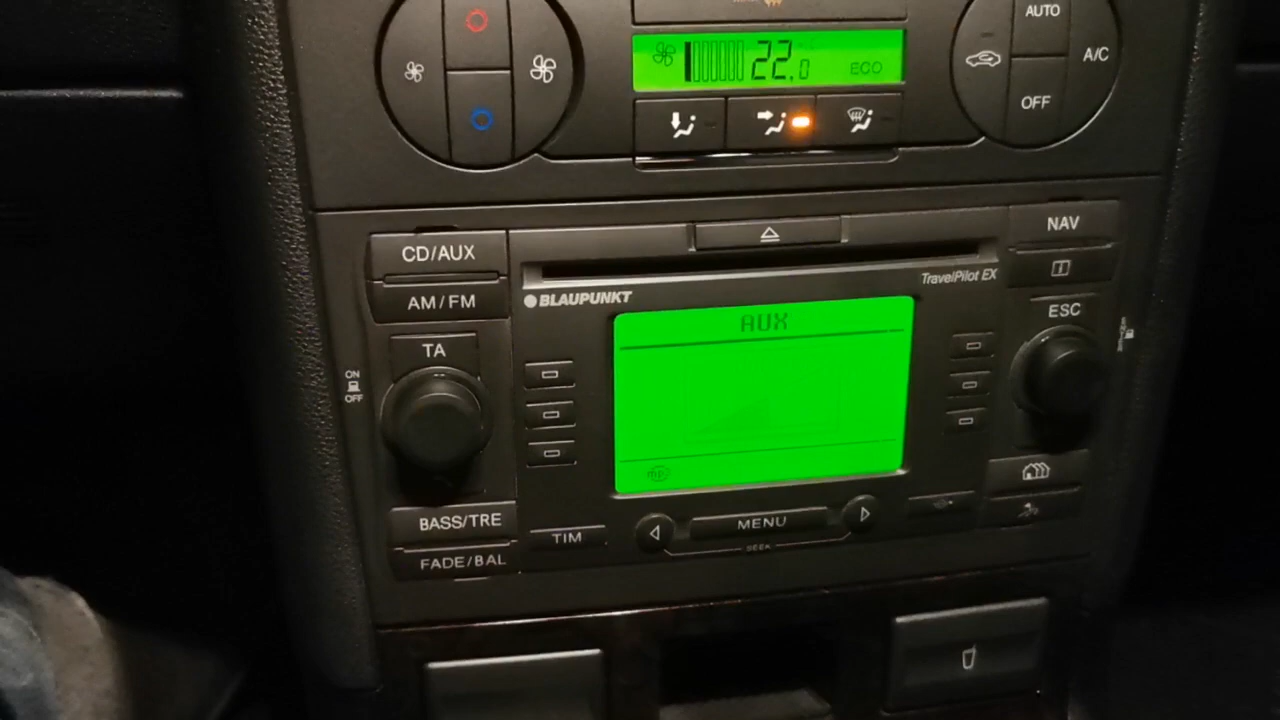 AUTO
22.0
ECO
A/C
OFF
CD/AUX
NAV
AM/FM
BLAUPUNKT
TravelPilot EX
ESC
AUX
TA
ON
OFF
BASS/TRE
MENU
TIM
SEEK
FADE/BAL